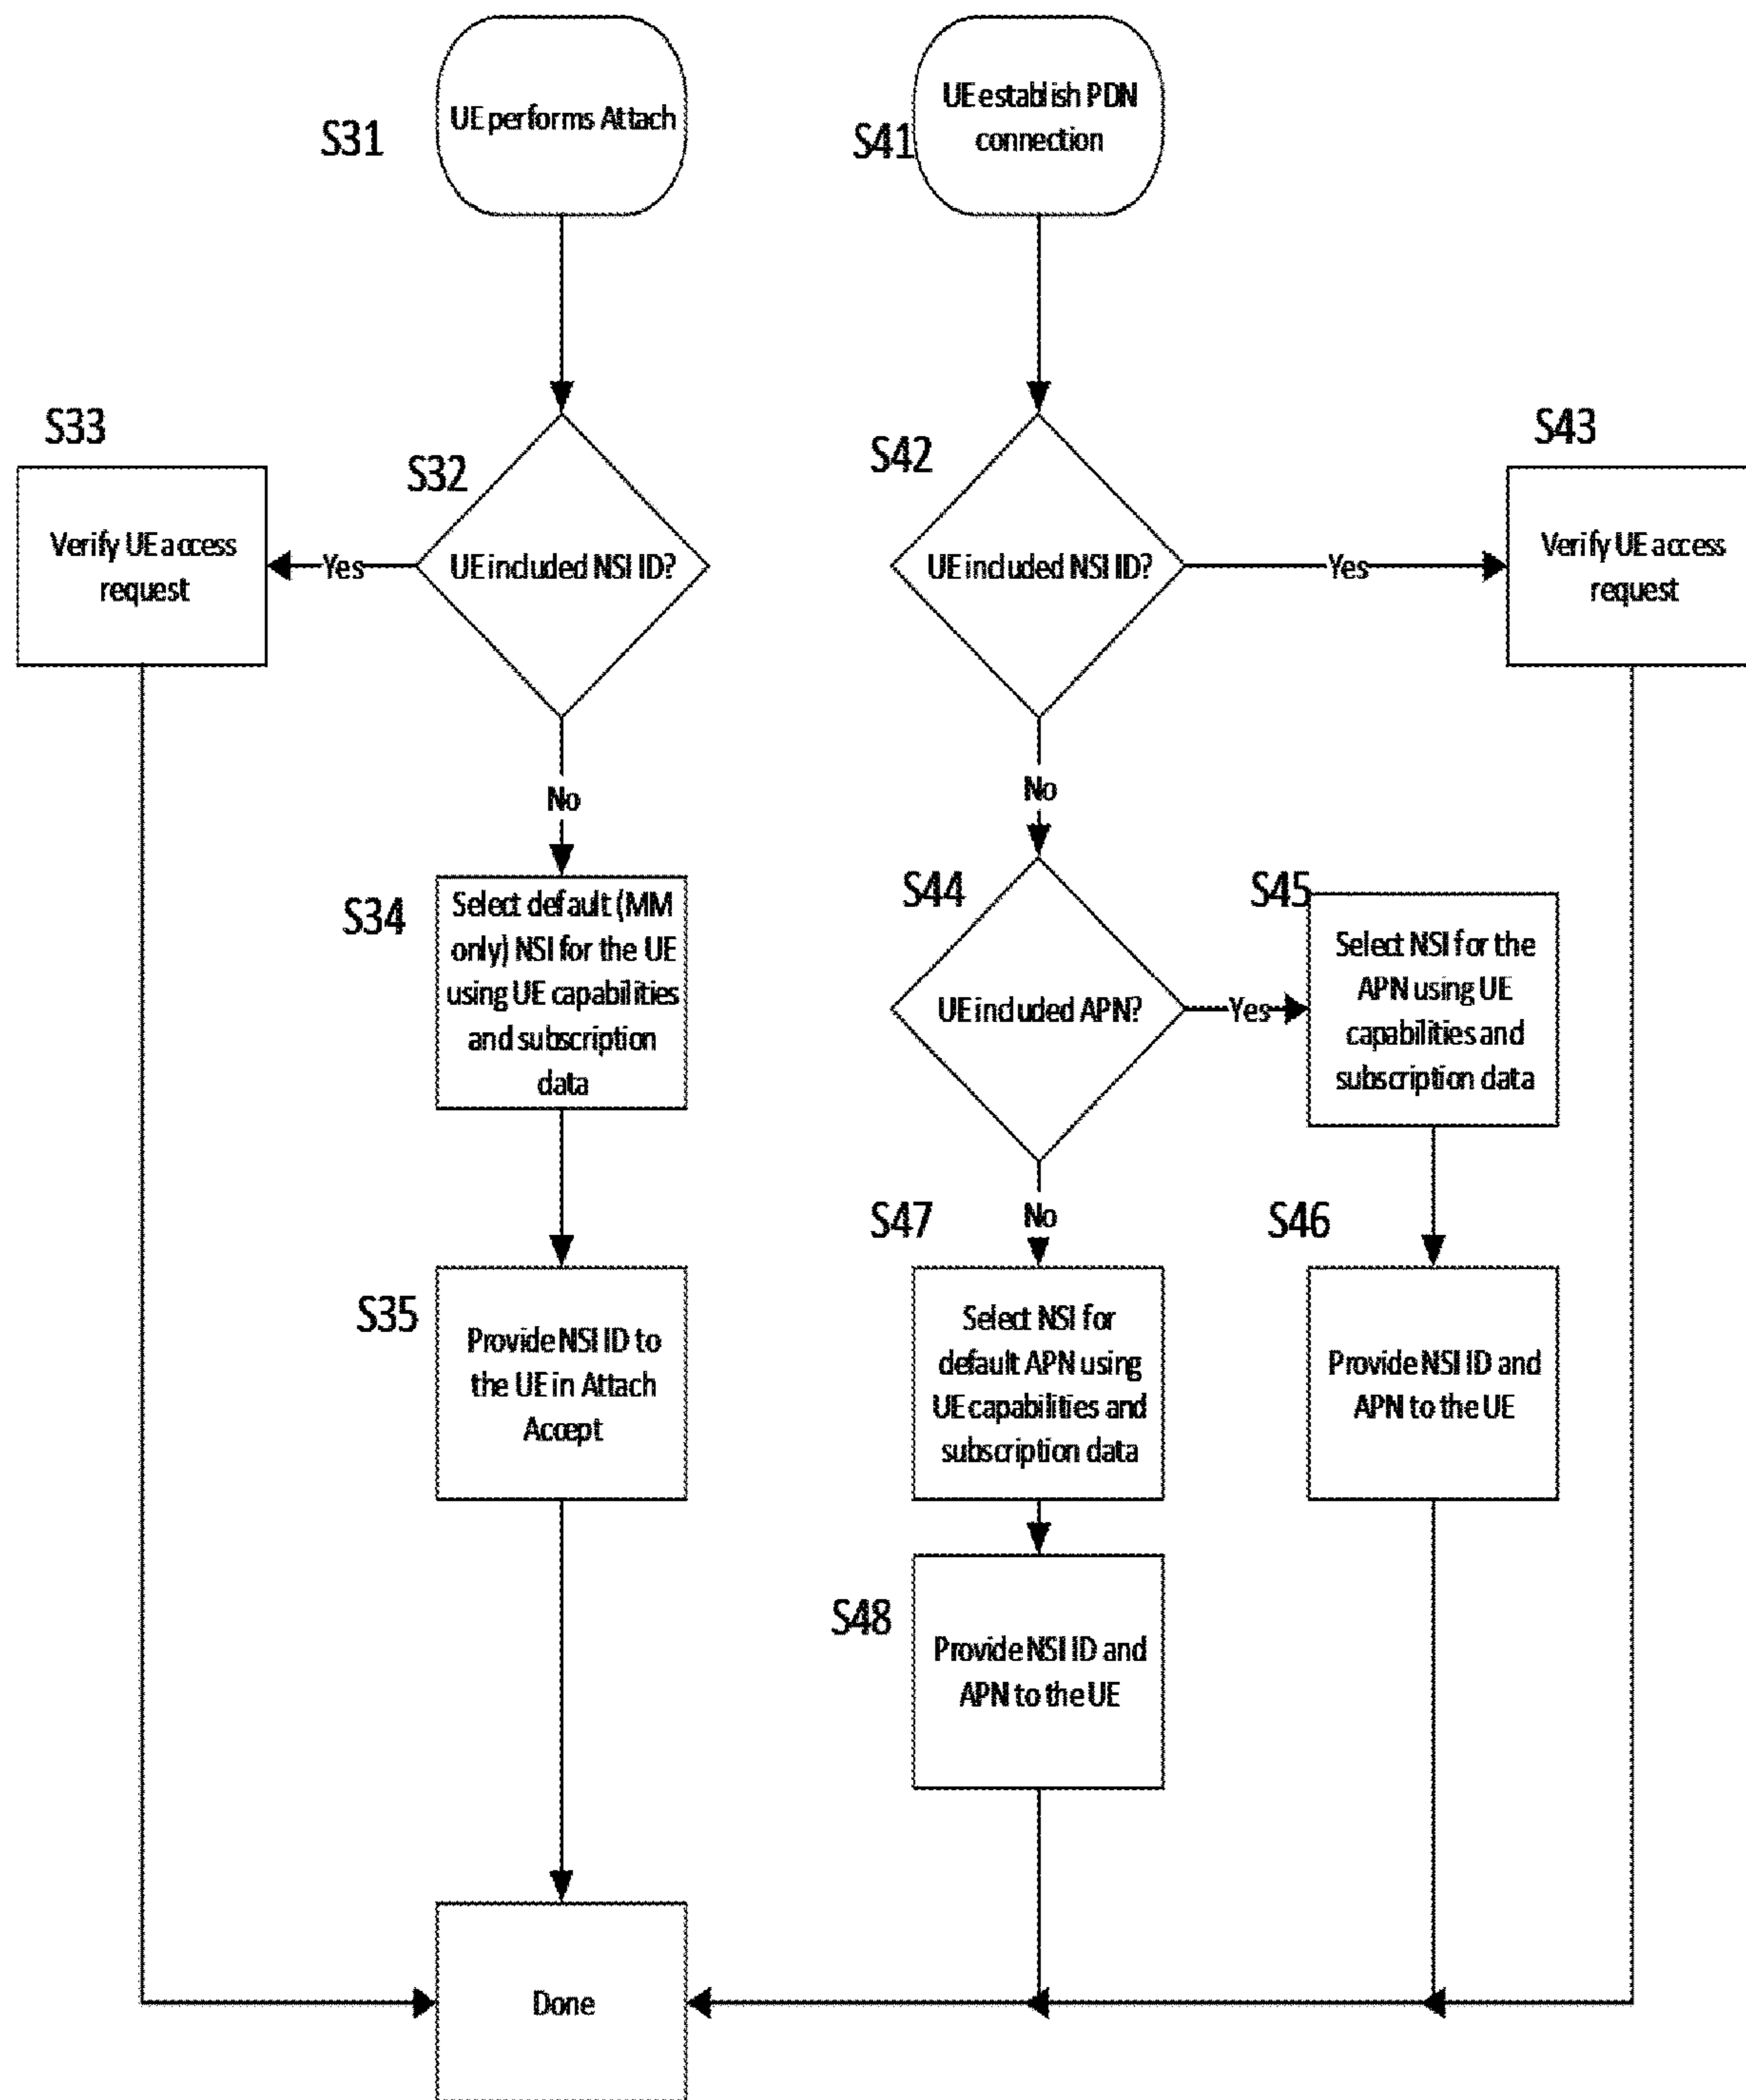 UE performs Attach
S31
UE establish PDN
connection
S41
S33
Verify UE access
request
Yes
S32
UE included NSI ID?
S42
UE included NSI ID?
Yes
S43
Verify UE access
request
No
No
S34
Select default (MM
only) NSI for the UE
using UE capabilities
and subscription
data
S44
UE included APN?
Yes
S45
Select NSI for the
APN using UE
capabilities and
subscription data
S35
Provide NSI ID to
the UE in Attach
Accept
No
S47
Select NSI for
default APN using
UE capabilities and
subscription data
S46
Provide NSI ID and
APN to the UE
S48
Provide NSI ID and
APN to the UE
Done